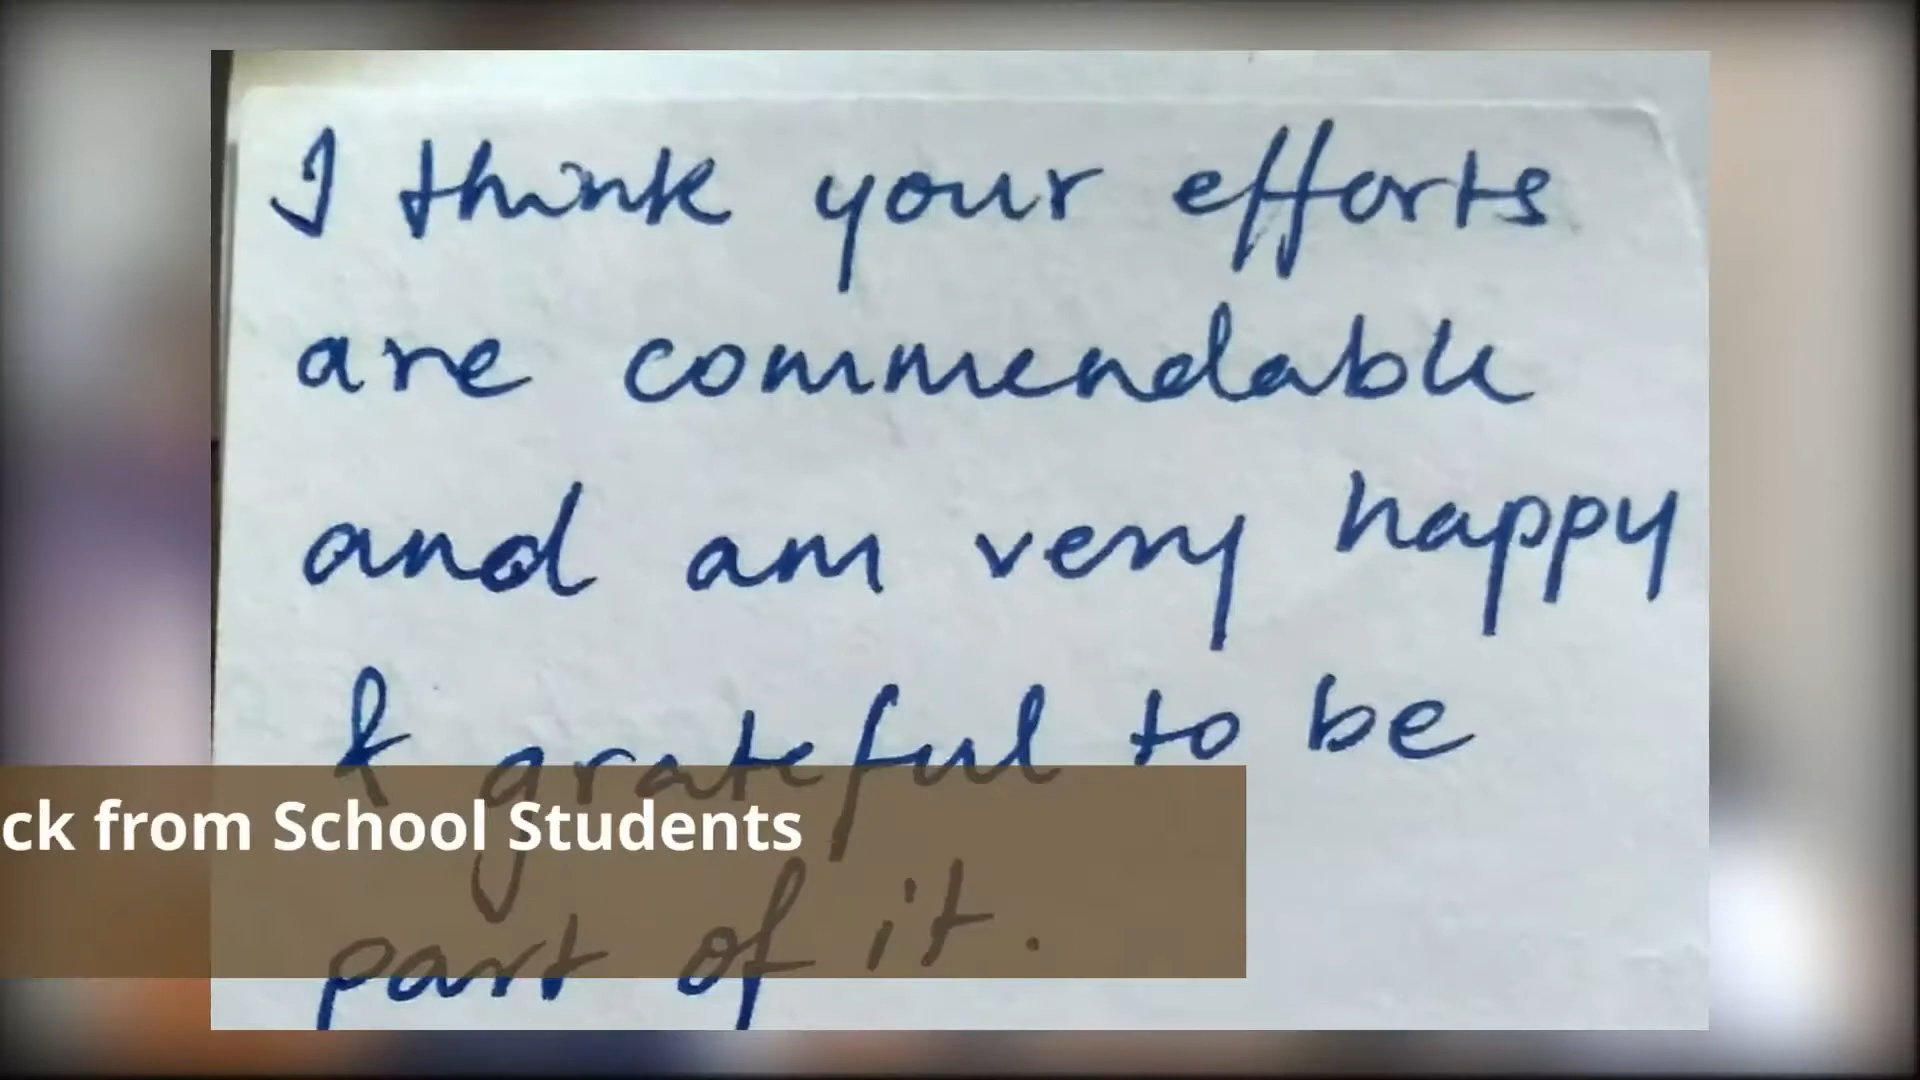 I think your efforts
are commendable
and am very happy
& grateful to be
ck from School Students
part of it.